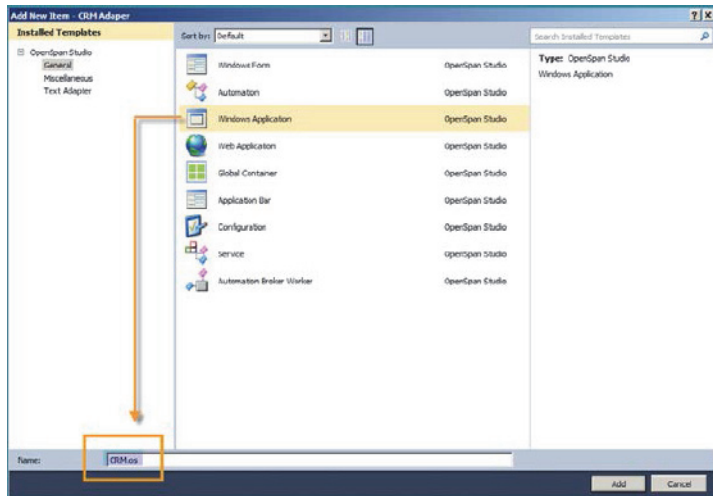 Add New Item - CRM Adaper
Installed Templates
Sort by: Default
Search Installed Templates
OpenSpan Studio
General
Miscellaneous
Text Adapter
Windows Form OpenSpan Studio
Automation OpenSpan Studio
Windows Application OpenSpan Studio
Web Application OpenSpan Studio
Global Container OpenSpan Studio
Application Bar OpenSpan Studio
Configuration OpenSpan Studio
Service OpenSpan Studio
Automation Broker Worker OpenSpan Studio
Type: OpenSpan Studio
Windows Application
Name: CRM.os
Add Cancel